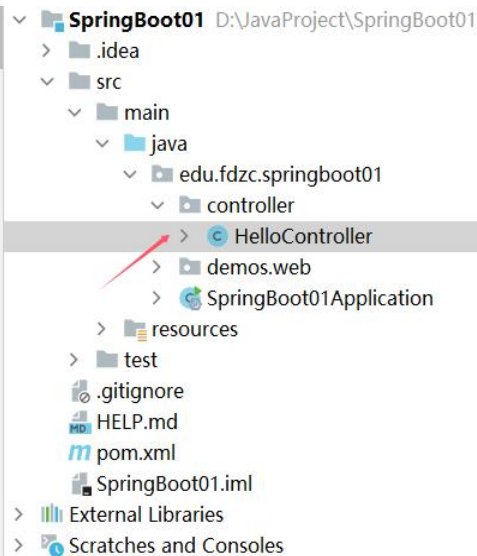 SpringBoot01 D:\JavaProject\SpringBoot01
.idea
src
main
java
edu.fdzc.springboot01
controller
C HelloController
demos.web
SpringBoot01Application
resources
test
.gitignore
MD HELP.md
m pom.xml
SpringBoot01.iml
External Libraries
Scratches and Consoles